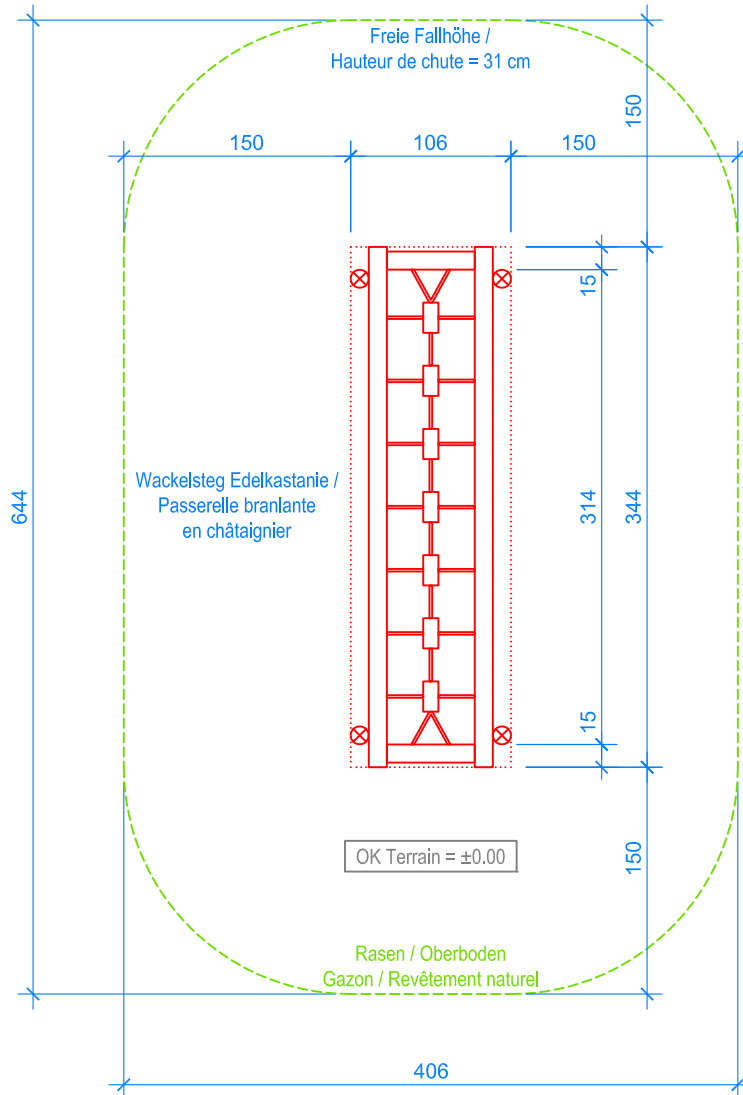 Freie Fallhöhe /
Hauteur de chute = 31 cm
150
150
106
150
15
Wackelsteg Edelkastanie /
Passerelle branlante
en châtaignier
644
314
344
15
150
OK Terrain = ±0.00
Rasen / Oberboden
Gazon / Revêtement naturel
406